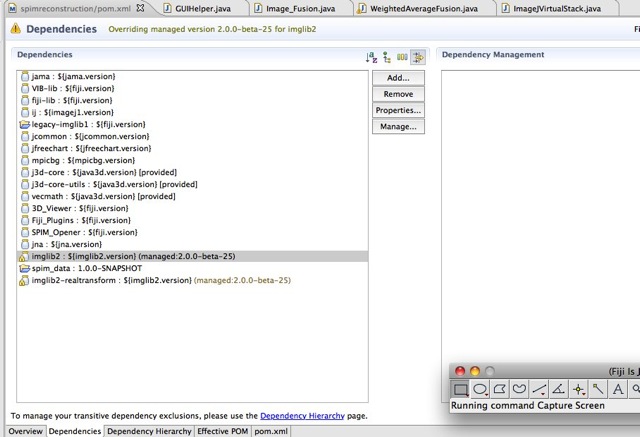 spimreconstruction/pom.xml GUIHelper.java Image_Fusion.java WeightedAverageFusion.java ImageJVirtualStack.java
Dependencies Overriding managed version 2.0.0-beta-25 for imglib2
Dependencies
jama : ${jama.version}
VIB-lib : ${fiji.version}
fiji-lib : ${fiji.version}
ij : ${imagej1.version}
legacy-imglib1 : ${fiji.version}
jcommon : ${jcommon.version}
jfreechart : ${jfreechart.version}
mpicbg : ${mpicbg.version}
j3d-core : ${java3d.version} [provided]
j3d-core-utils : ${java3d.version} [provided]
vecmath : ${java3d.version} [provided]
3D_Viewer : ${fiji.version}
Fiji_Plugins : ${fiji.version}
SPIM_Opener : ${fiji.version}
jna : ${jna.version}
imglib2 : ${imglib2.version} (managed:2.0.0-beta-25)
spim_data : 1.0.0-SNAPSHOT
imglib2-realtransform : ${imglib2.version} (managed:2.0.0-beta-25)
Add...
Remove
Properties...
Manage...
Dependency Management
To manage your transitive dependency exclusions, please use the Dependency Hierarchy page.
Overview Dependencies Dependency Hierarchy Effective POM pom.xml
(Fiji Is
Running command Capture Screen